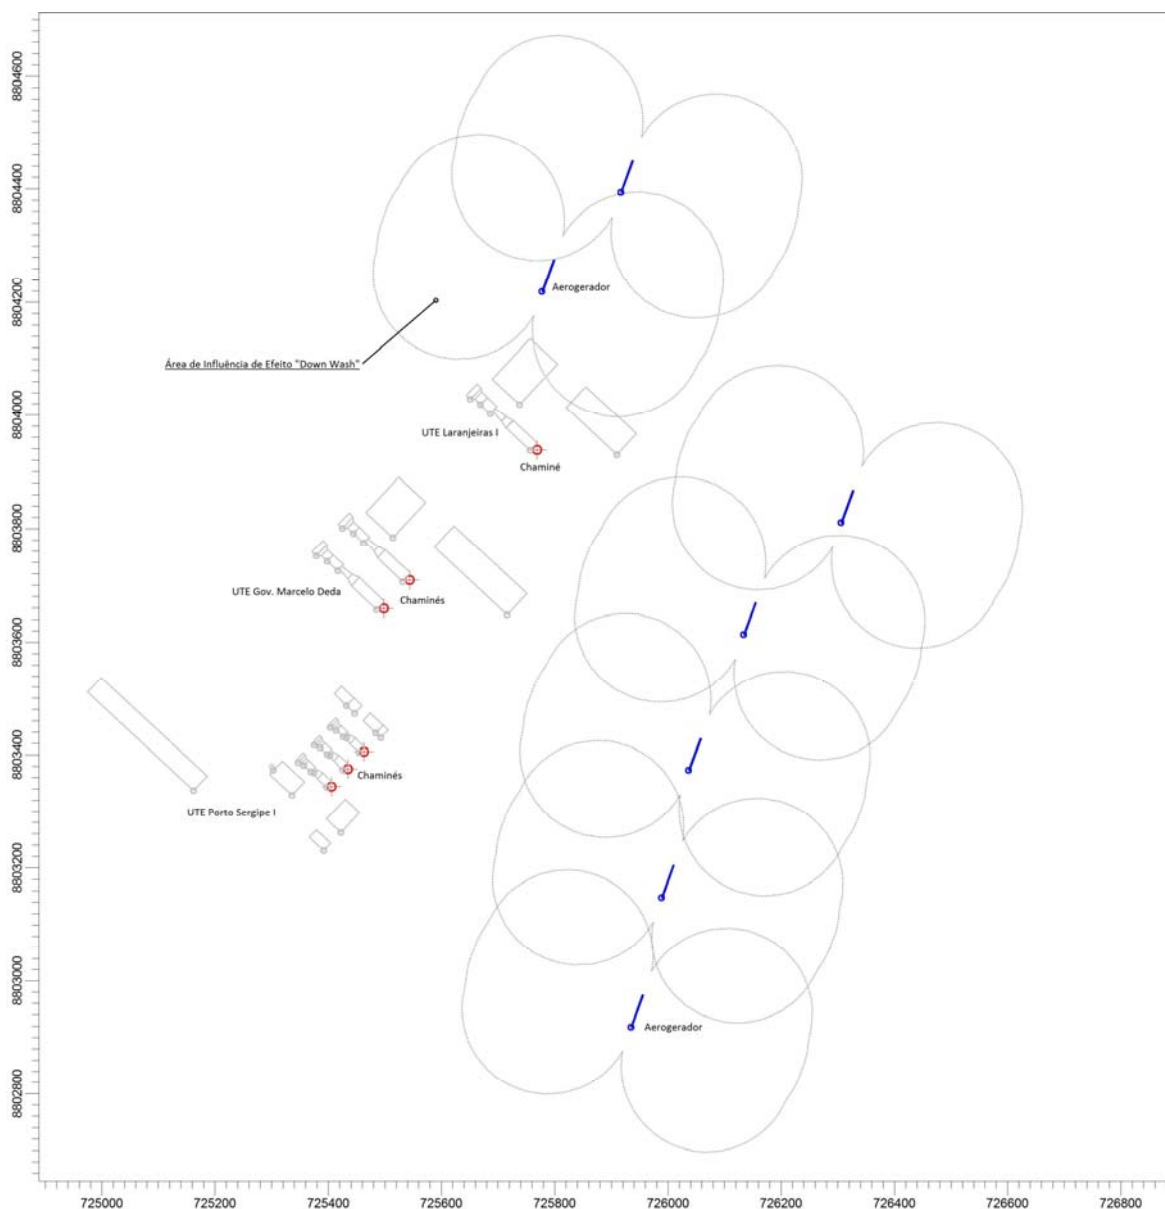 8804600
8804400
8804200
8804000
8803800
8803600
8803400
8803200
8803000
8802800
Aerogerador
Área de Influência de Efeito "Down Wash"
UTE Laranjeiras I
Chaminé
UTE Gov. Marcelo Deda
Chaminés
Chaminés
UTE Porto Sergipe I
Aerogerador
725000 725200 725400 725600 725800 726000 726200 726400 726600 726800